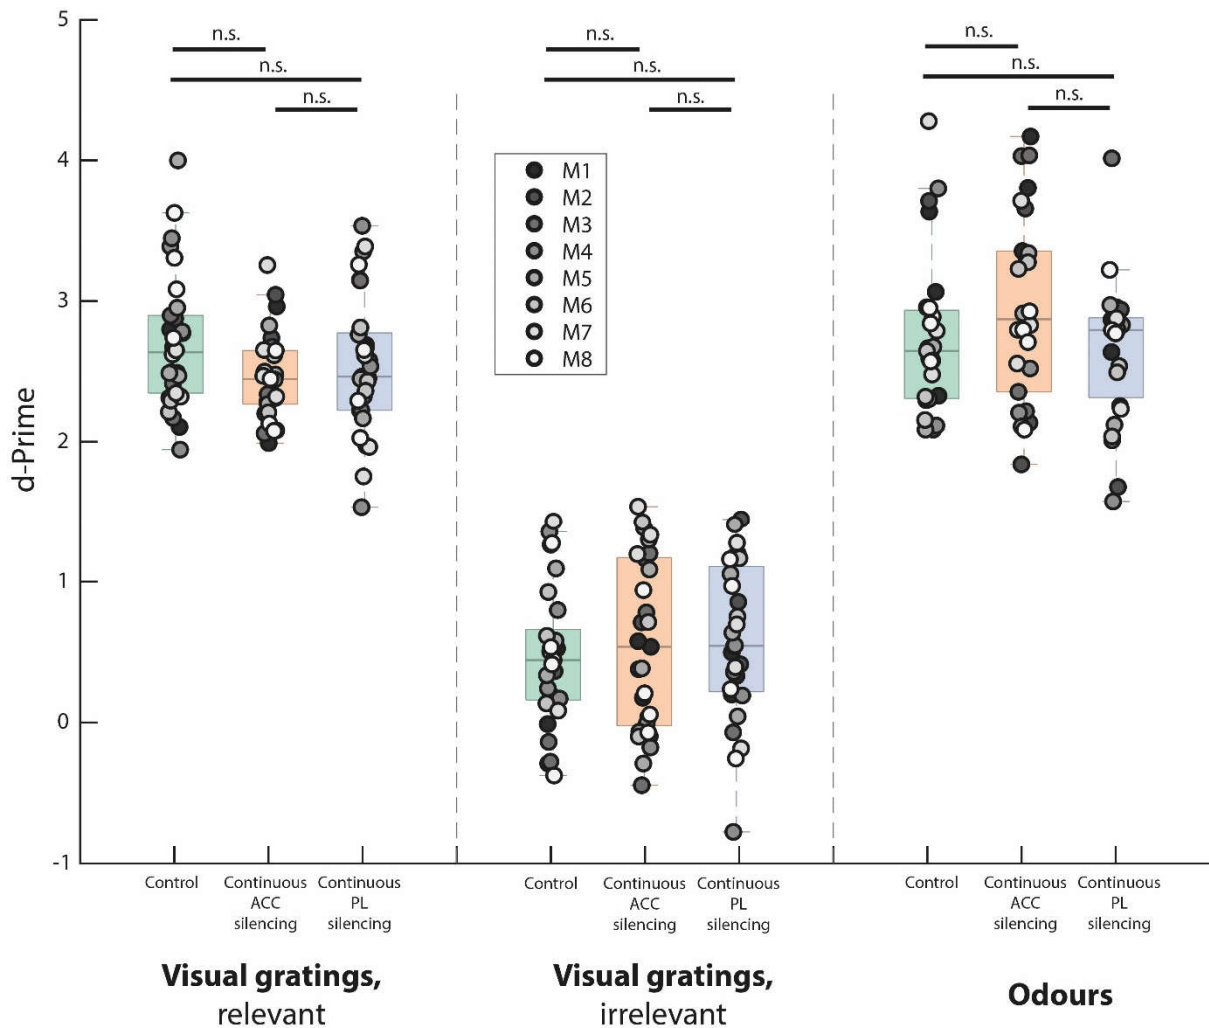 5
4
3
2
1
0
-1
d-Prime
n.s.
n.s.
n.s.
n.s.
n.s.
n.s.
n.s.
n.s.
n.s.
M1
M2
M3
M4
M5
M6
M7
M8
Control
Continuous
ACC
silencing
Continuous
PL
silencing
Control
Continuous
ACC
silencing
Continuous
PL
silencing
Control
Continuous
ACC
silencing
Continuous
PL
silencing
Visual gratings,
relevant
Visual gratings,
irrelevant
Odours